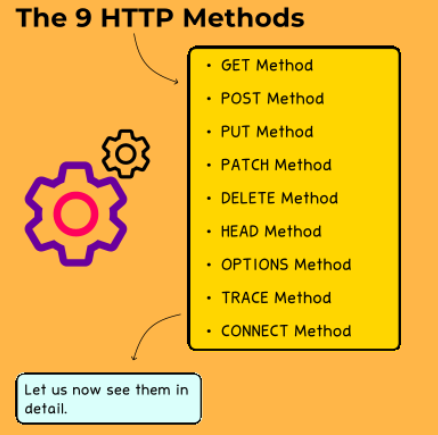 The 9 HTTP Methods
• GET Method
• POST Method
• PUT Method
• PATCH Method
• DELETE Method
• HEAD Method
• OPTIONS Method
• TRACE Method
• CONNECT Method
Let us now see them in
detail.